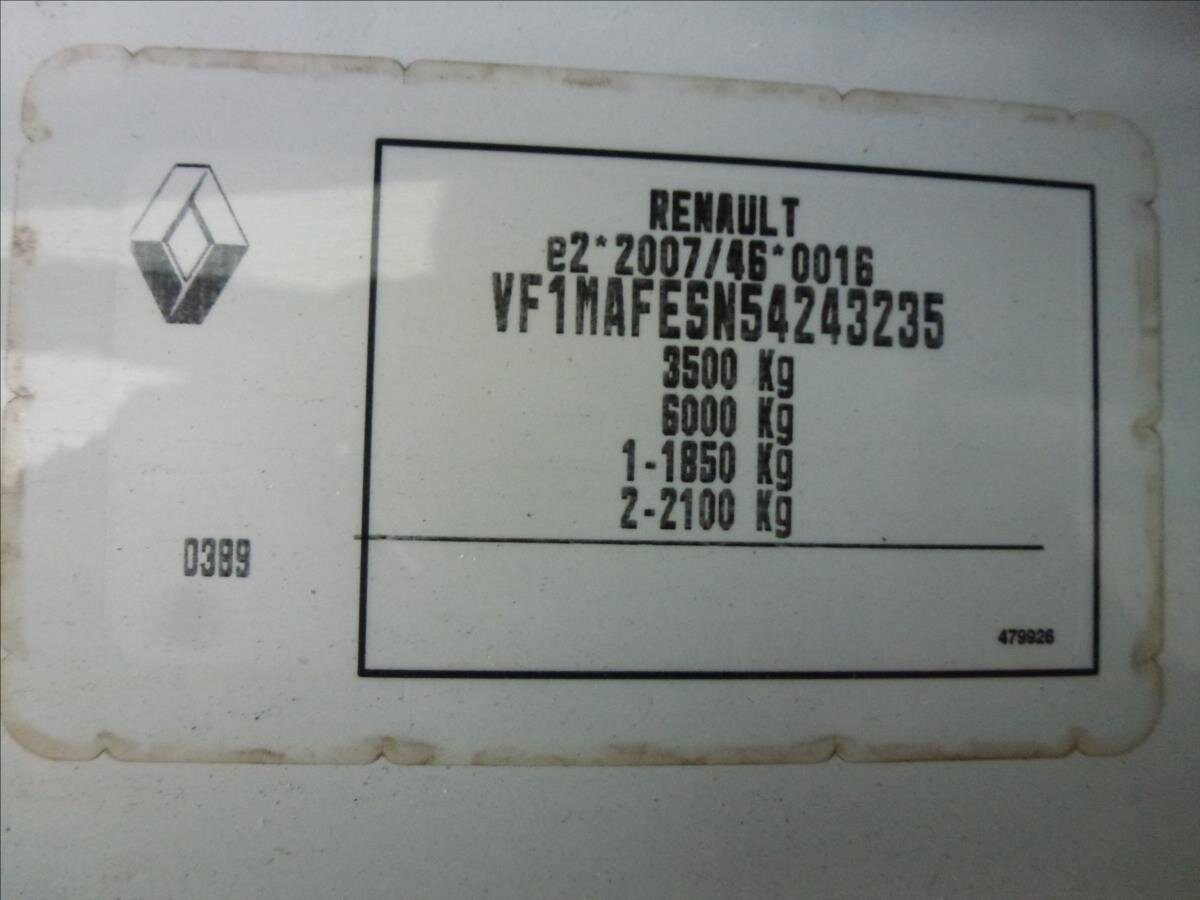 RENAULT
e2*2007/46*0016
VF1MAFESN54243235
3500 Kg
6000 Kg
1-1850 Kg
2-2100 Kg
0389
479926